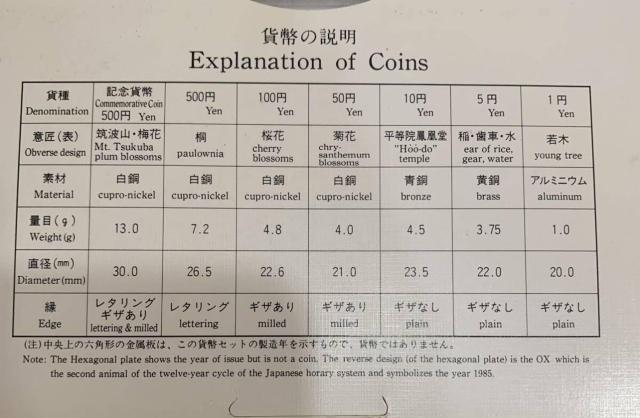 貨幣の説明
Explanation of Coins
貨種 記念貨幣 500円 100円 50円 10円 5円 1円
Denomination Commemorative Coin 500円 Yen Yen Yen Yen Yen Yen Yen
意匠(表) 筑波山・梅花 桐 桜花 菊花 平等院鳳凰堂 稲・歯車・水 若木
Obverse design Mt. Tsukuba plum blossoms paulownia cherry blossoms chry-santhemum blossoms "Hōō-do" temple ear of rice, gear, water young tree
素材 白銅 白銅 白銅 白銅 青銅 黄銅 アルミニウム
Material cupro-nickel cupro-nickel cupro-nickel cupro-nickel bronze brass aluminum
量目(g) 13.0 7.2 4.8 4.0 4.5 3.75 1.0
Weight(g)
直径(mm) 30.0 26.5 22.6 21.0 23.5 22.0 20.0
Diameter(mm)
縁 レタリング ギザあり レタリング ギザあり ギザあり ギザなし ギザなし ギザなし
Edge lettering & milled lettering milled milled plain plain plain
(注)中央上の六角形の金属板は、この貨幣セットの製造年を示すもので、貨幣ではありません。
Note: The Hexagonal plate shows the year of issue but is not a coin. The reverse design (of the hexagonal plate) is the OX which is
the second animal of the twelve-year cycle of the Japanese horary system and symbolizes the year 1985.